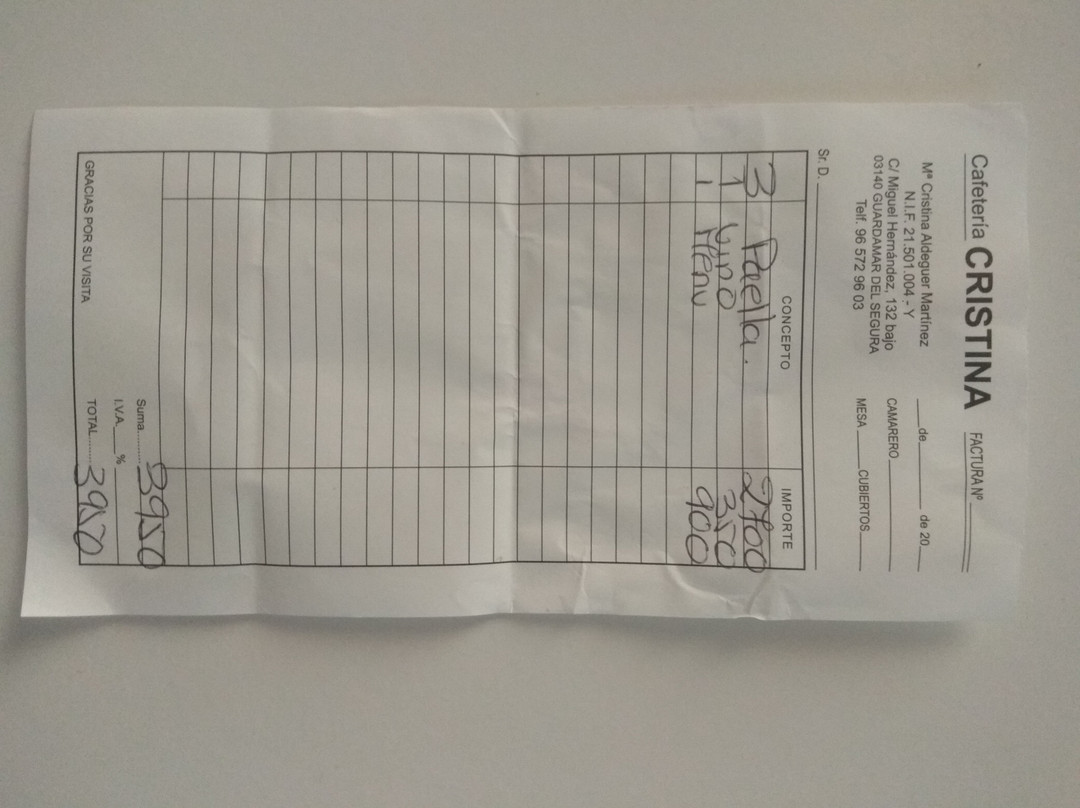 Cafetería CRISTINA FACTURA Nº
Mª Cristina Aldeguer Martínez
N.I.F. 21.501.004 - Y
C/ Miguel Hernández, 132 bajo
03140 GUARDAMAR DEL SEGURA
Telf. 96 572 96 03
de de 20
CAMARERO
MESA CUBIERTOS
Sr. D.
CONCEPTO IMPORTE
3 Paella. 2700
1 vino 350
1 Menu 900
Suma 3950
I.V.A. %
TOTAL 3950
GRACIAS POR SU VISITA